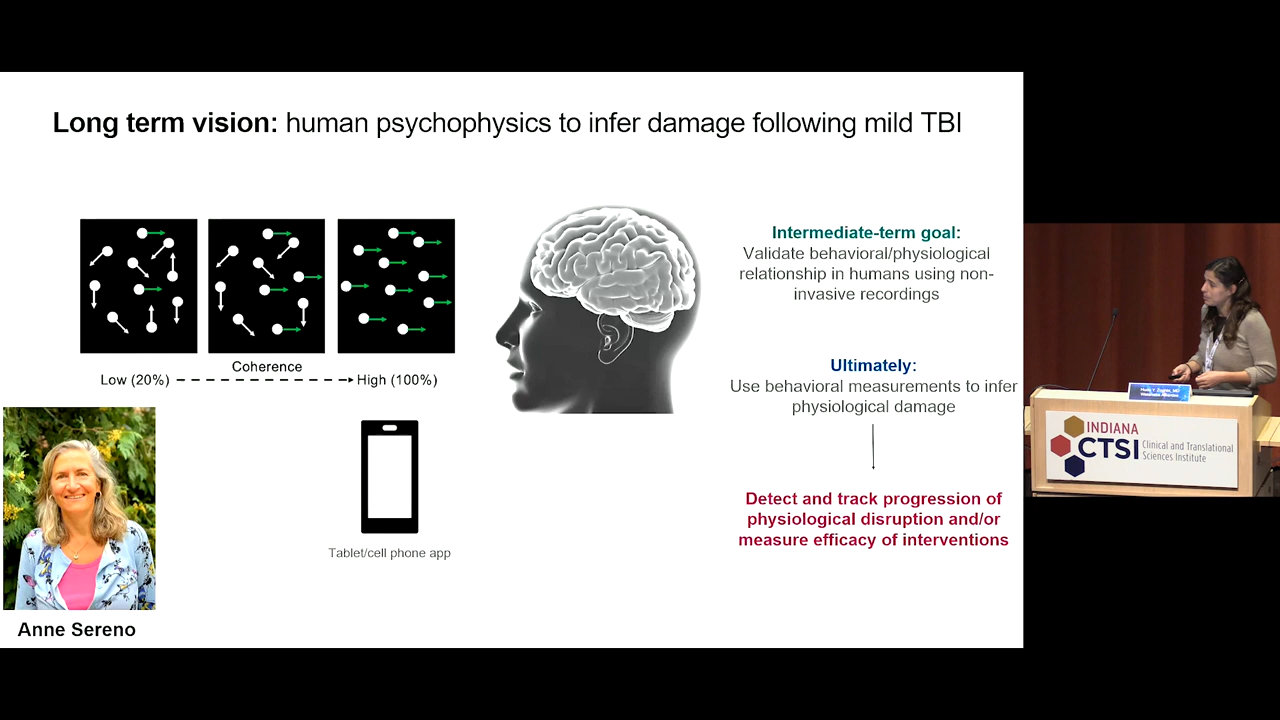 Long term vision: human psychophysics to infer damage following mild TBI
Intermediate-term goal:
Validate behavioral/physiological
relationship in humans using non-
invasive recordings
Coherence
Low (20%)
High (100%)
Ultimately:
Use behavioral measurements to infer
physiological damage
Detect and track progression of
physiological disruption and/or
measure efficacy of interventions
Tablet/cell phone app
Anne Sereno
INDIANA
CTSI
Clinical and Translational
Sciences Institute